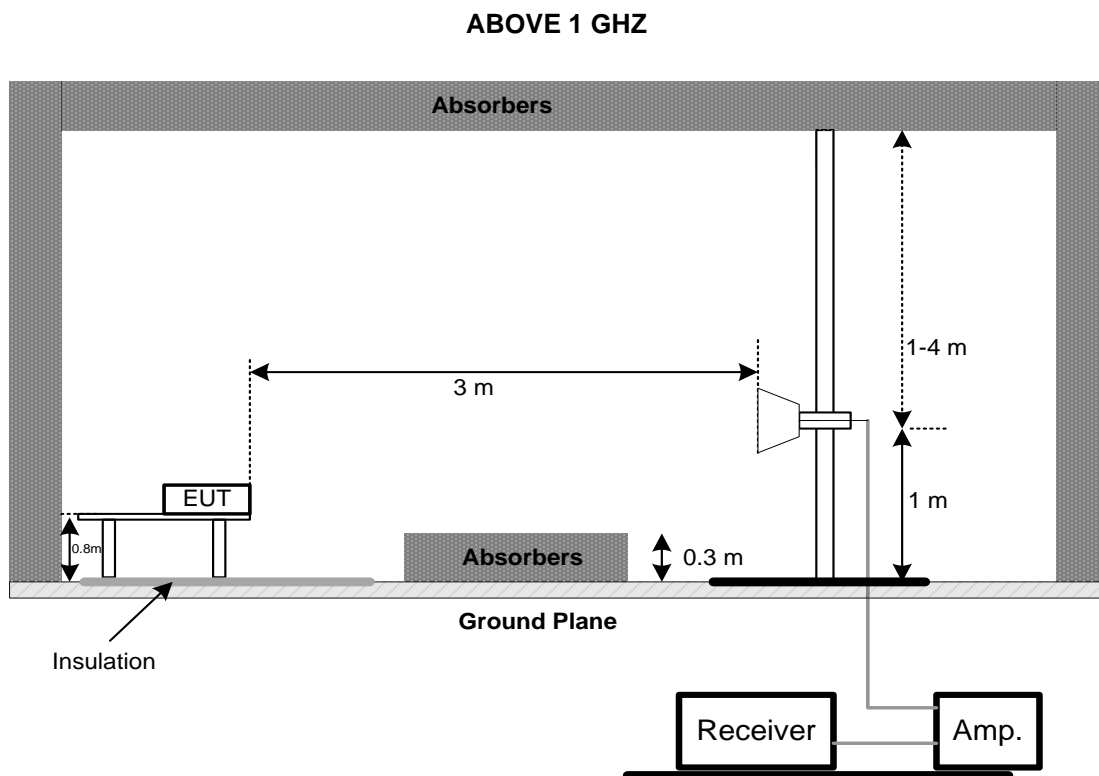 ABOVE 1 GHZ
Absorbers
1-4 m
3 m
EUT
1 m
0.8m
Absorbers
0.3 m
Ground Plane
Insulation
Receiver
Amp.